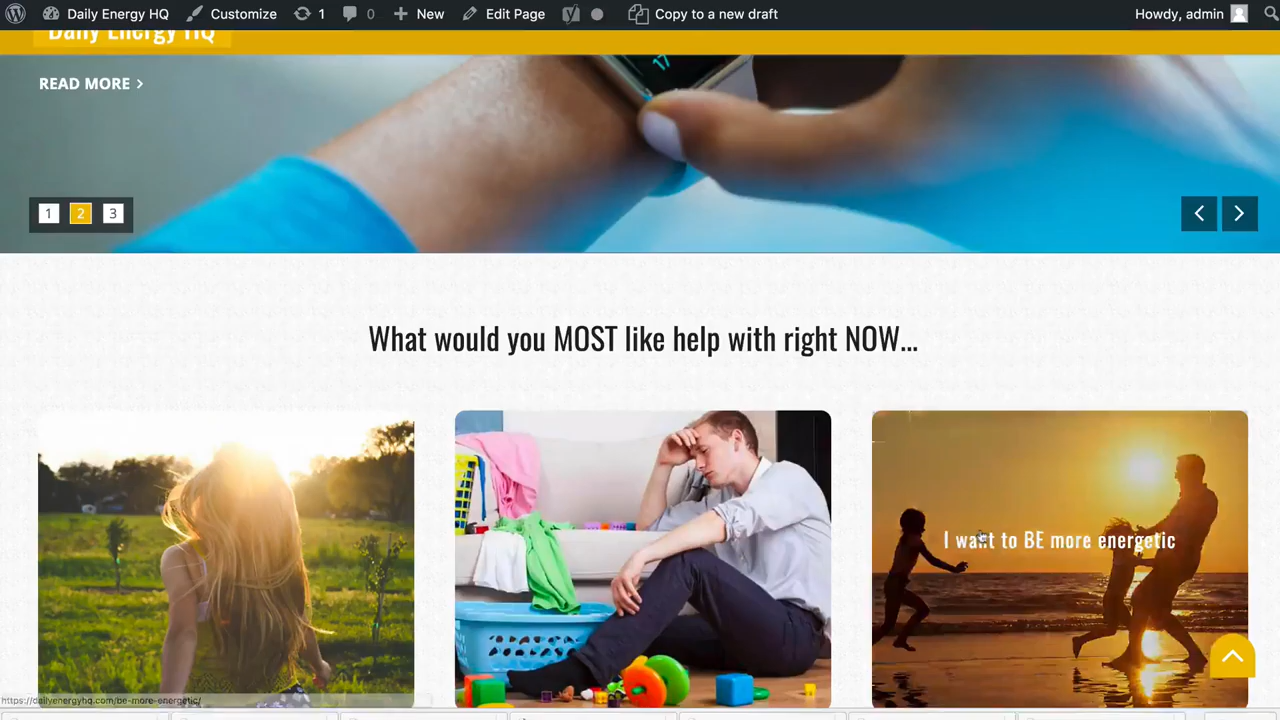 Daily Energy HQ Customize 1 0 New Edit Page Copy to a new draft Howdy, admin
Daily Energy HQ
17
READ MORE >
1 2 3
What would you MOST like help with right NOW...
I want to BE more energetic
https://dailyenergyhq.com/be-more-energetic/